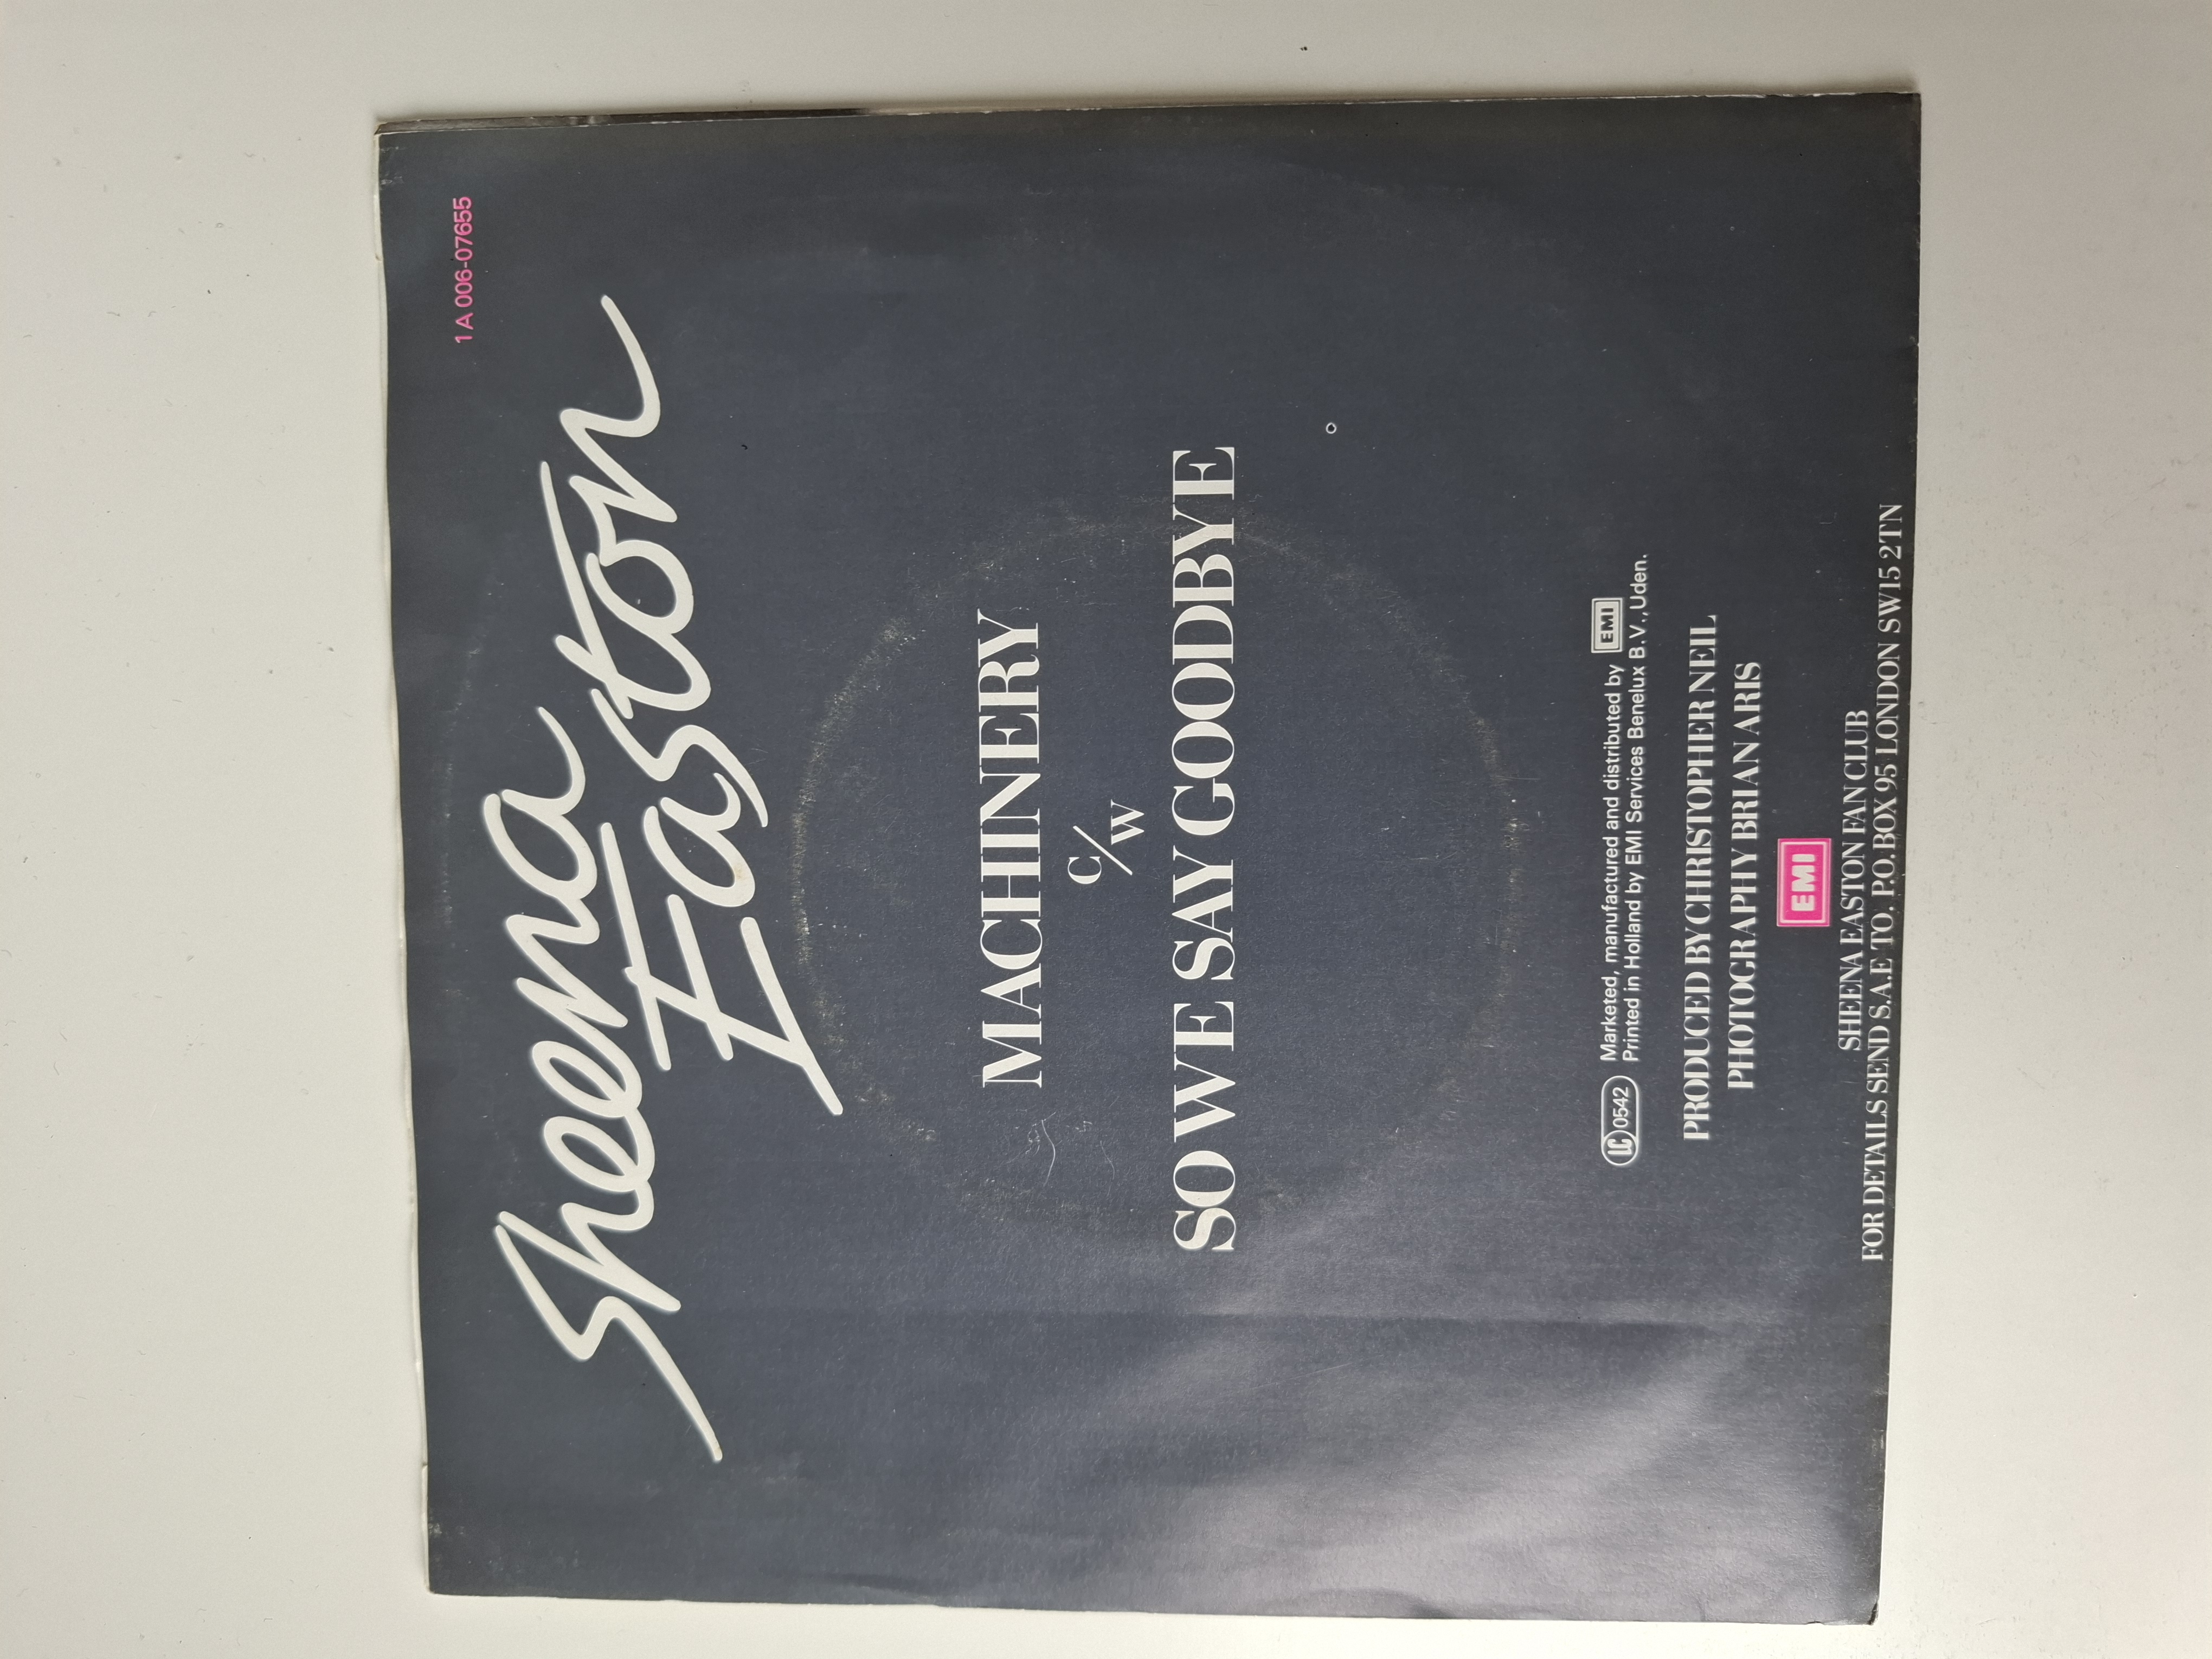 1 A 006-07655
Sheena
Easton
MACHINERY
C/W
SO WE SAY GOODBYE
LC 0542 Marketed, manufactured and distributed by EMI
Printed in Holland by EMI Services Benelux B.V., Uden.
PRODUCED BY CHRISTOPHER NEIL
PHOTOGRAPHY BRIAN ARIS
EMI
SHEENA EASTON FAN CLUB
FOR DETAILS SEND S.A.E TO. P.O. BOX 95 LONDON SW15 2TN